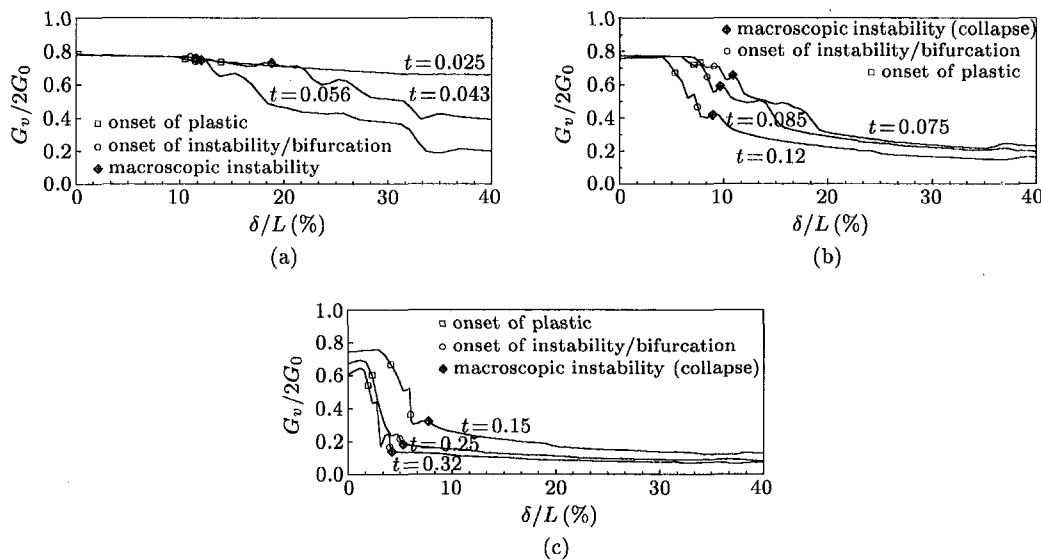 (a)
1.0
0.8
0.6
0.4
0.2
0.0
G_v/2G_0
t=0.025
t=0.056
t=0.043
onset of plastic
onset of instability/bifurcation
macroscopic instability
0 10 20 30 40
δ/L (%)
(a)
(b)
1.0
0.8
0.6
0.4
0.2
0.0
G_v/2G_0
macroscopic instability (collapse)
onset of instability/bifurcation
onset of plastic
t=0.085
t=0.075
t=0.12
0 10 20 30 40
δ/L (%)
(b)
1.0
0.8
0.6
0.4
0.2
0.0
G_v/2G_0
onset of plastic
onset of instability/bifurcation
macroscopic instability (collapse)
t=0.15
t=0.25
t=0.32
0 10 20 30 40
δ/L (%)
(c)